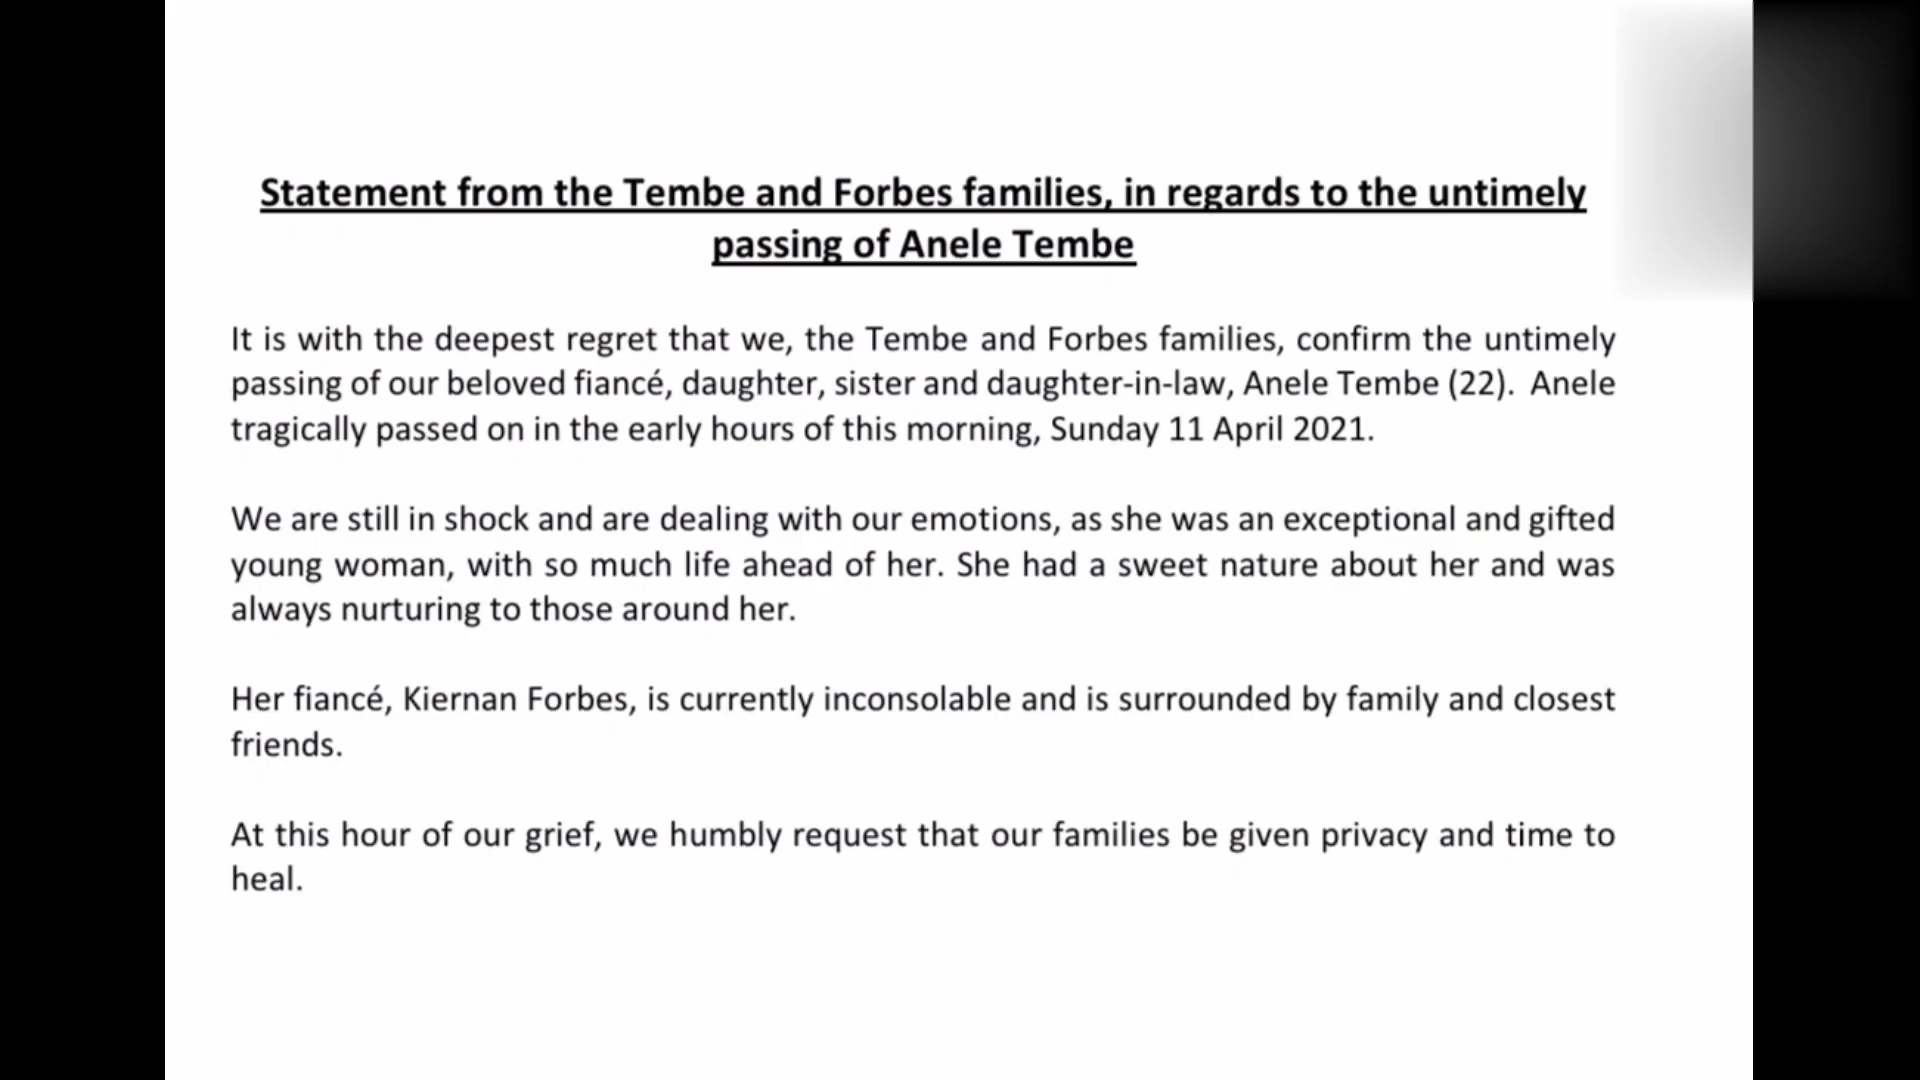 Statement from the Tembe and Forbes families, in regards to the untimely
passing of Anele Tembe
It is with the deepest regret that we, the Tembe and Forbes families, confirm the untimely
passing of our beloved fiancé, daughter, sister and daughter-in-law, Anele Tembe (22). Anele
tragically passed on in the early hours of this morning, Sunday 11 April 2021.
We are still in shock and are dealing with our emotions, as she was an exceptional and gifted
young woman, with so much life ahead of her. She had a sweet nature about her and was
always nurturing to those around her.
Her fiancé, Kiernan Forbes, is currently inconsolable and is surrounded by family and closest
friends.
At this hour of our grief, we humbly request that our families be given privacy and time to
heal.